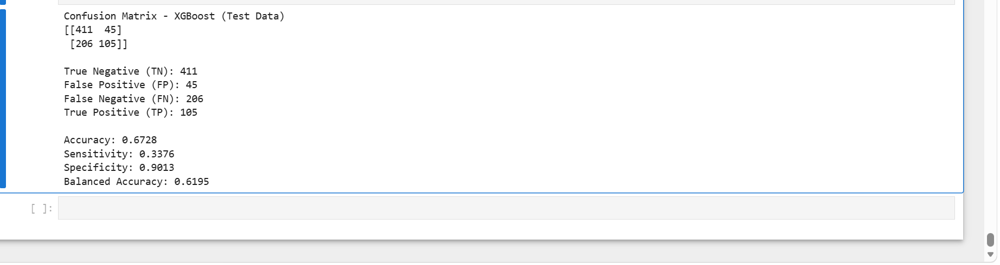 Confusion Matrix - XGBoost (Test Data)
[[411  45]
 [206 105]]
True Negative (TN): 411
False Positive (FP): 45
False Negative (FN): 206
True Positive (TP): 105
Accuracy: 0.6728
Sensitivity: 0.3376
Specificity: 0.9013
Balanced Accuracy: 0.6195
[ ]: